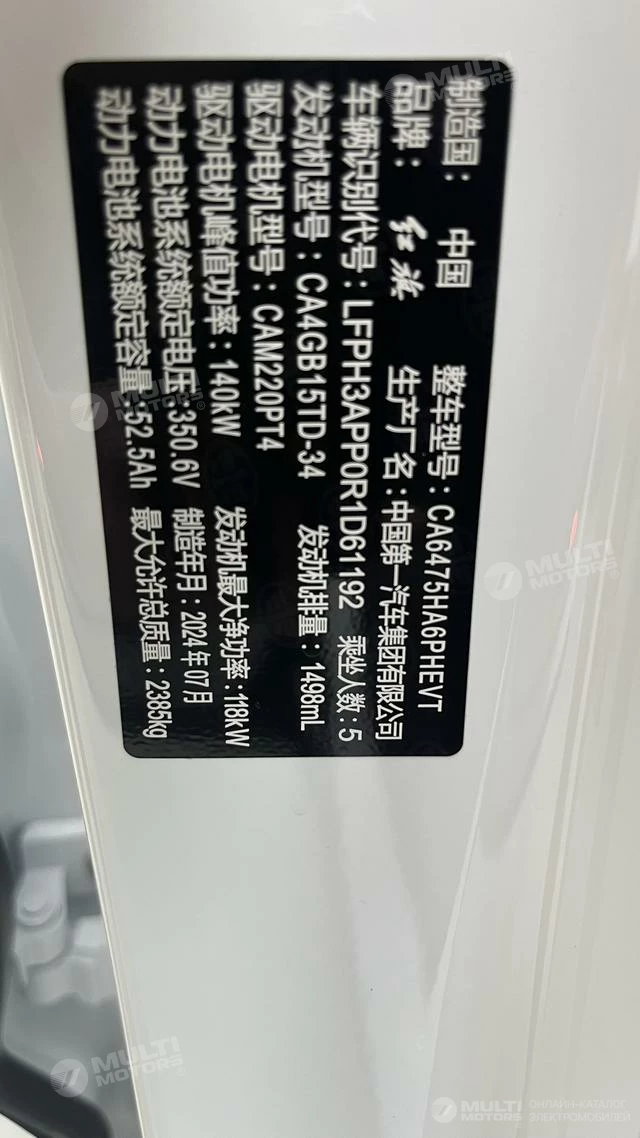 制造国： 中国 整车型号：CA6475HA6PHEVT
品牌： 红旗 生产厂名：中国第一汽车集团有限公司
车辆识别代号：LFPH3APP0R1D61192 乘坐人数：5
发动机型号：CA4GB15TD-34 发动机排量：1498mL
驱动电机型号：CAM220PT4 发动机最大净功率：118kW
驱动电机峰值功率：140kW 制造年月：2024年07月
动力电池系统额定电压：350.6V 最大允许总质量：2385kg
动力电池系统额定容量：52.5Ah
MULTI MOTORS
MULTI MOTORS
MULTI MOTORS
MULTI MOTORS
MULTI MOTORS ОНЛАЙН-КАТАЛОГ ЭЛЕКТРОМОБИЛЕЙ